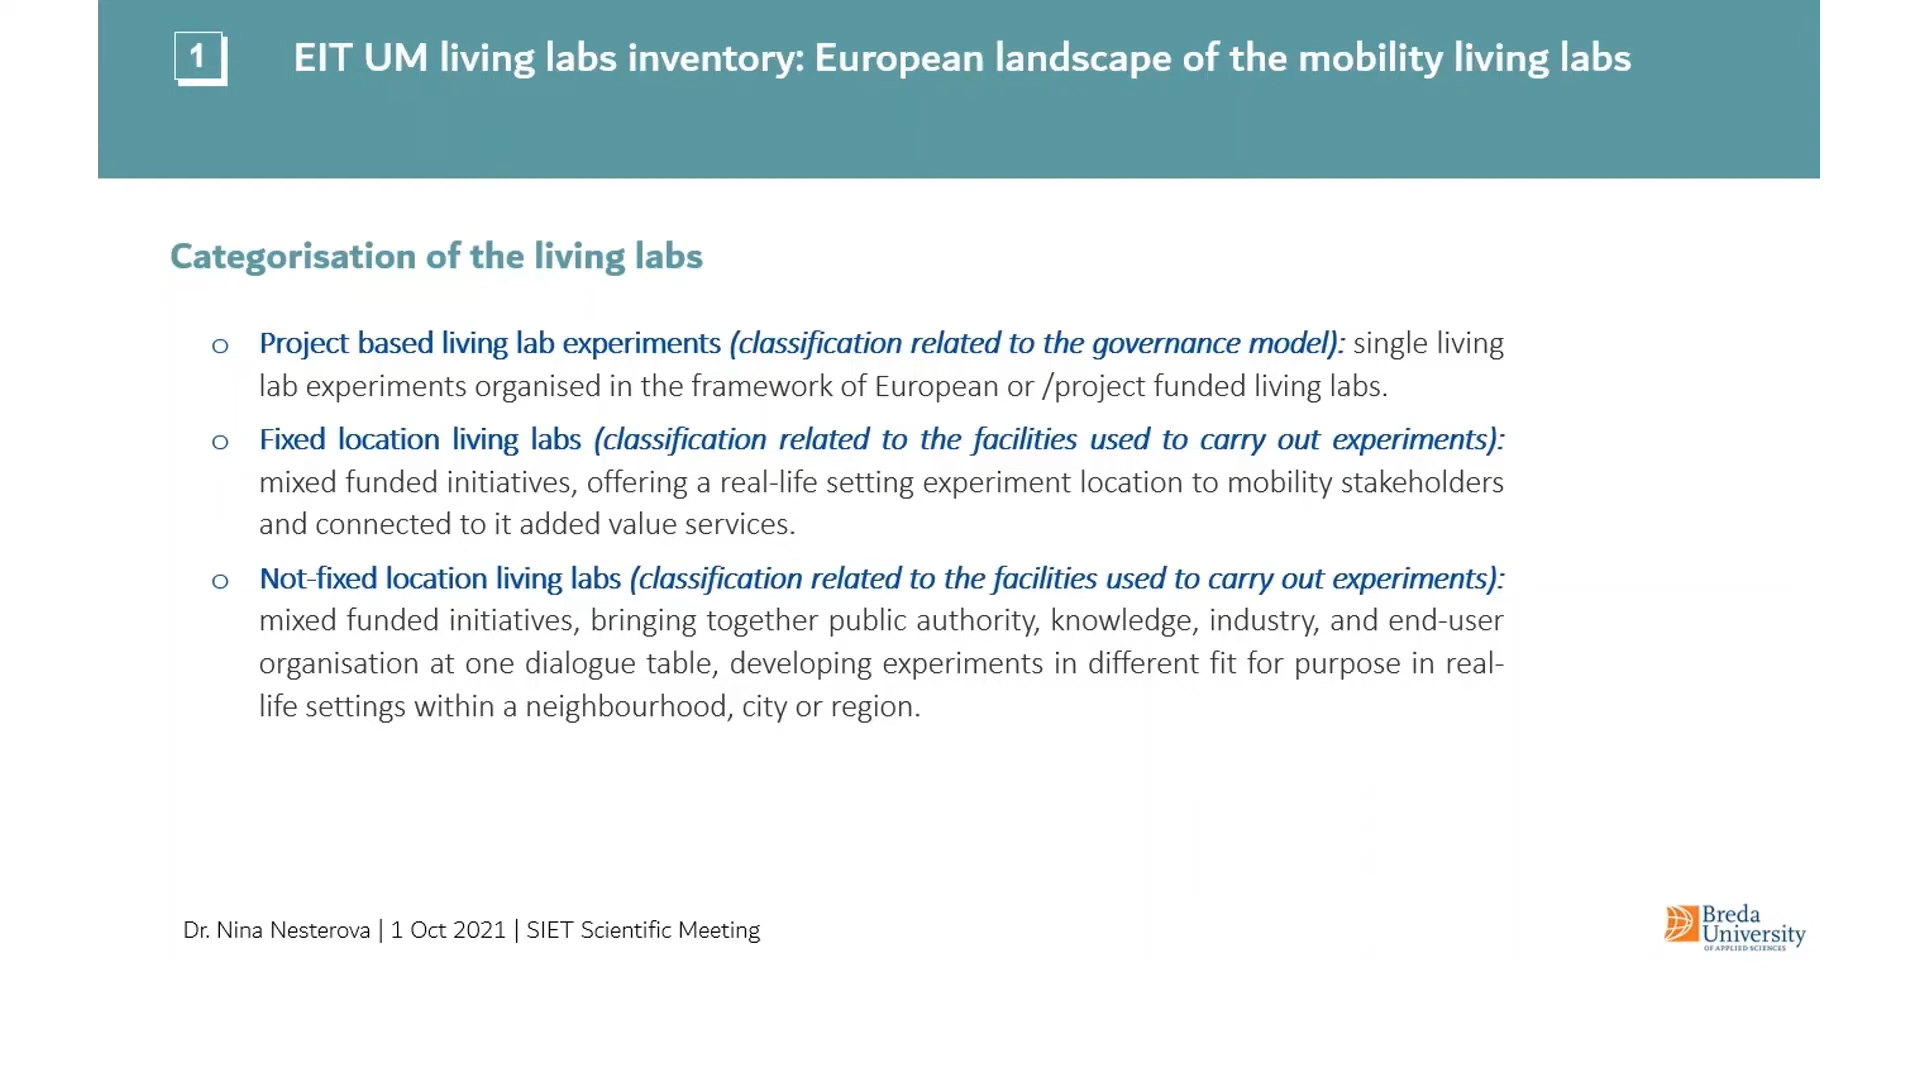 1
EIT UM living labs inventory: European landscape of the mobility living labs
Categorisation of the living labs
o Project based living lab experiments (classification related to the governance model): single living
lab experiments organised in the framework of European or /project funded living labs.
o Fixed location living labs (classification related to the facilities used to carry out experiments):
mixed funded initiatives, offering a real-life setting experiment location to mobility stakeholders
and connected to it added value services.
o Not-fixed location living labs (classification related to the facilities used to carry out experiments):
mixed funded initiatives, bringing together public authority, knowledge, industry, and end-user
organisation at one dialogue table, developing experiments in different fit for purpose in real-
life settings within a neighbourhood, city or region.
Dr. Nina Nesterova | 1 Oct 2021 | SIET Scientific Meeting
Breda
University
OF APPLIED SCIENCES